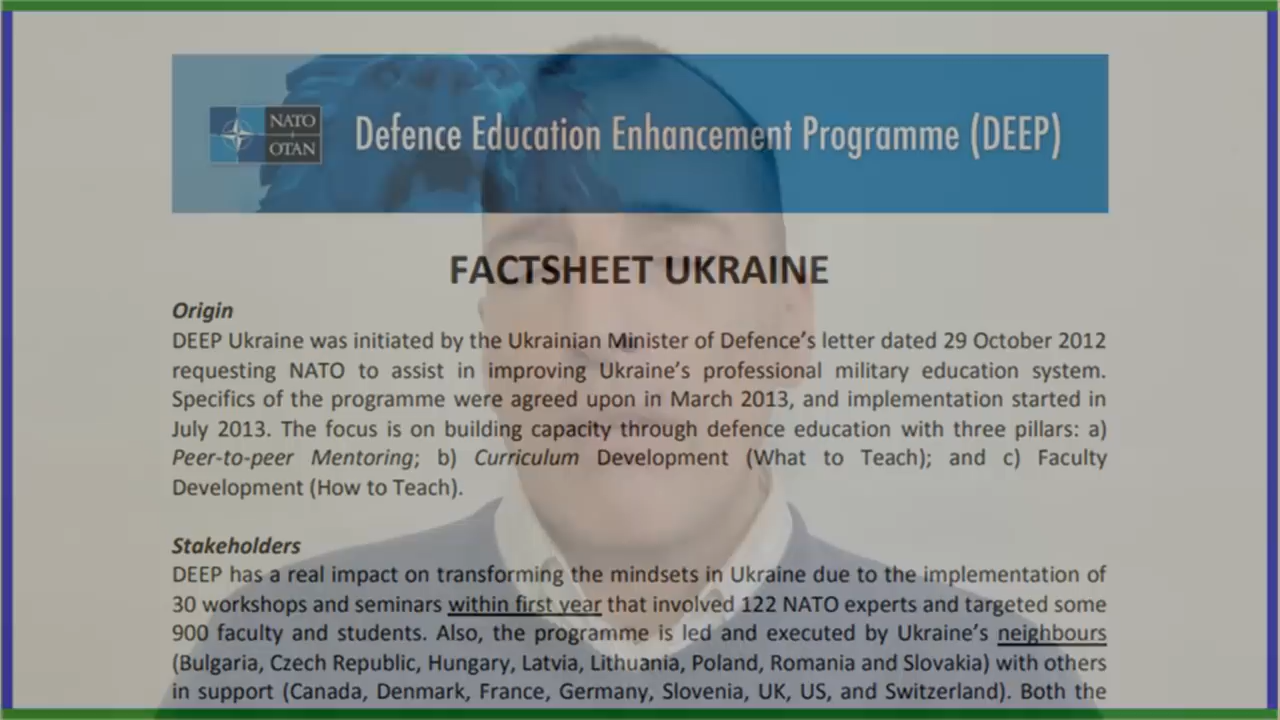 NATO
OTAN
Defence Education Enhancement Programme (DEEP)
FACTSHEET UKRAINE
Origin
DEEP Ukraine was initiated by the Ukrainian Minister of Defence’s letter dated 29 October 2012
requesting NATO to assist in improving Ukraine’s professional military education system.
Specifics of the programme were agreed upon in March 2013, and implementation started in
July 2013. The focus is on building capacity through defence education with three pillars: a)
Peer-to-peer Mentoring; b) Curriculum Development (What to Teach); and c) Faculty
Development (How to Teach).
Stakeholders
DEEP has a real impact on transforming the mindsets in Ukraine due to the implementation of
30 workshops and seminars within first year that involved 122 NATO experts and targeted some
900 faculty and students. Also, the programme is led and executed by Ukraine’s neighbours
(Bulgaria, Czech Republic, Hungary, Latvia, Lithuania, Poland, Romania and Slovakia) with others
in support (Canada, Denmark, France, Germany, Slovenia, UK, US, and Switzerland). Both the